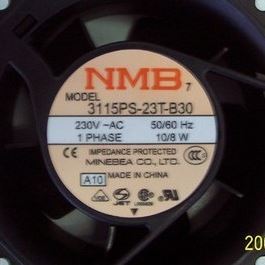 NMB 7
MODEL
3115PS-23T-B30
230V ~AC 50/60 Hz
1 PHASE 10/8 W
CE IMPEDANCE PROTECTED
MINEBEA CO., LTD.
A10 MADE IN CHINA
JET
200